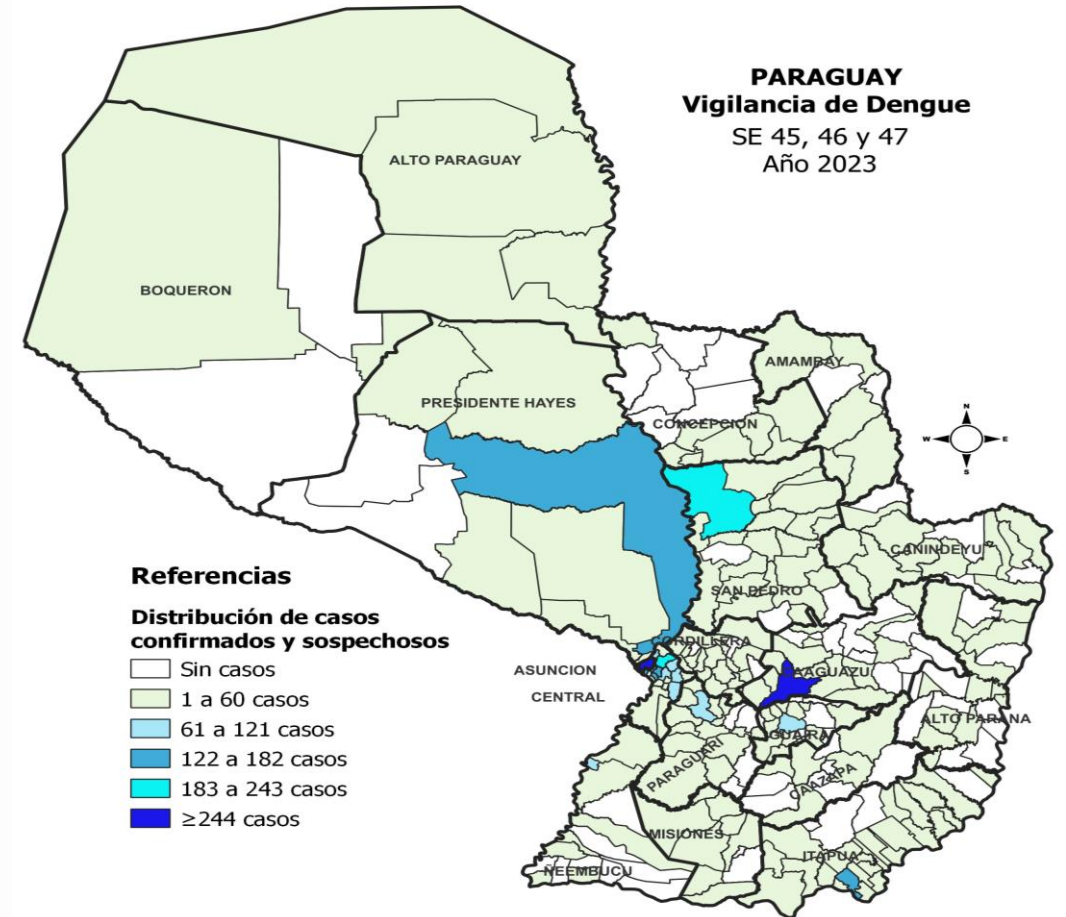 PARAGUAY
Vigilancia de Dengue
SE 45, 46 y 47
Año 2023
ALTO PARAGUAY
BOQUERON
AMAMBAY
PRESIDENTE HAYES
CONCEPCION
N
W
E
S
CANINDEYU
SAN PEDRO
Referencias
Distribución de casos
confirmados y sospechosos
Sin casos
1 a 60 casos
61 a 121 casos
122 a 182 casos
183 a 243 casos
≥244 casos
CORDILLERA
ASUNCION
CENTRAL
AAGUAZU
ALTO PARANA
GUAIRA
PARAGUARI
CAAZAPA
MISIONES
ITAPUA
ÑEEMBUCU